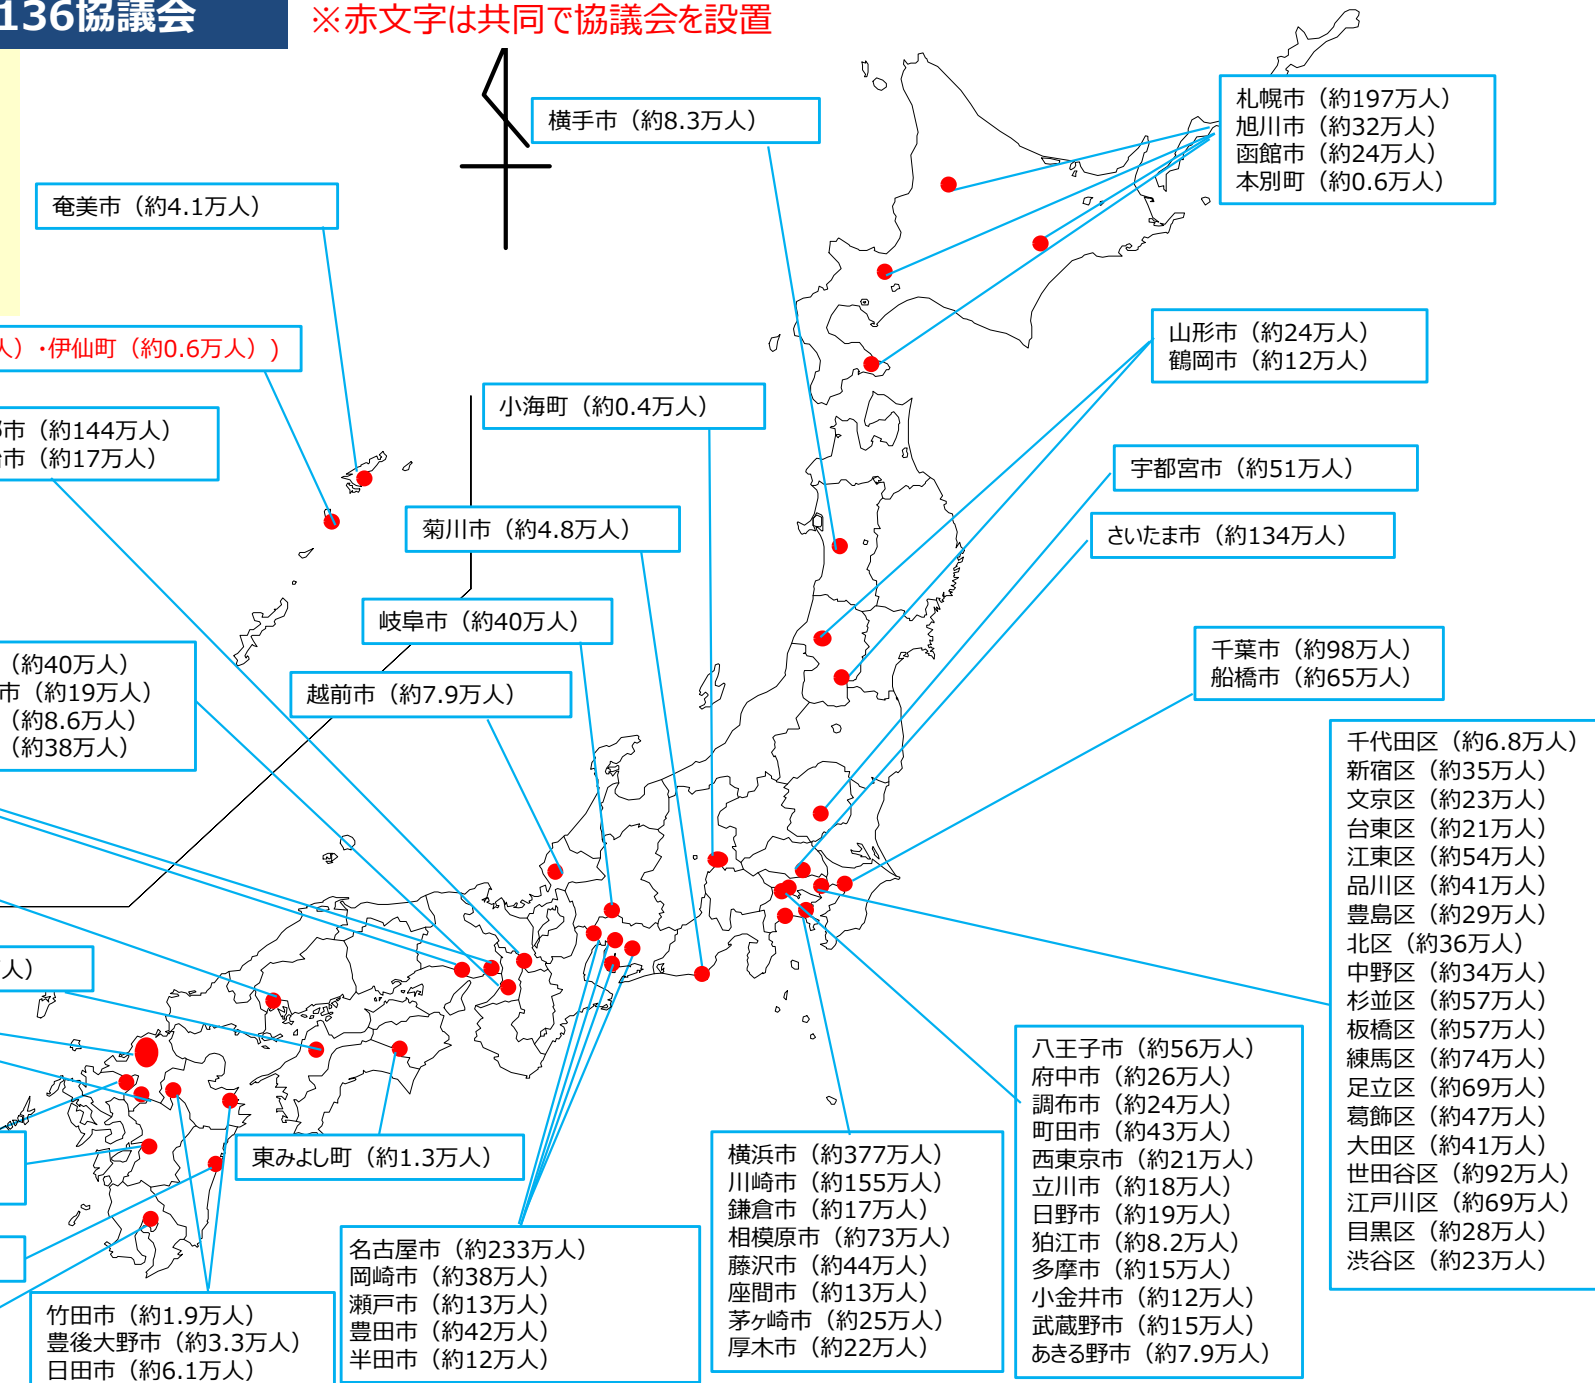 136協議会
※赤文字は共同で協議会を設置
横手市（約8.3万人）
札幌市（約197万人）
旭川市（約32万人）
函館市（約24万人）
本別町（約0.6万人）
奄美市（約4.1万人）
人）・伊仙町（約0.6万人）)
山形市（約24万人）
鶴岡市（約12万人）
小海町（約0.4万人）
市（約144万人）
市（約17万人）
宇都宮市（約51万人）
菊川市（約4.8万人）
さいたま市（約134万人）
岐阜市（約40万人）
千葉市（約98万人）
船橋市（約65万人）
（約40万人）
市（約19万人）
（約8.6万人）
（約38万人）
越前市（約7.9万人）
千代田区（約6.8万人）
新宿区（約35万人）
文京区（約23万人）
台東区（約21万人）
江東区（約54万人）
品川区（約41万人）
豊島区（約29万人）
北区（約36万人）
中野区（約34万人）
杉並区（約57万人）
板橋区（約57万人）
練馬区（約74万人）
足立区（約69万人）
葛飾区（約47万人）
大田区（約41万人）
世田谷区（約92万人）
江戸川区（約69万人）
目黒区（約28万人）
渋谷区（約23万人）
人）
八王子市（約56万人）
府中市（約26万人）
調布市（約24万人）
町田市（約43万人）
西東京市（約21万人）
立川市（約18万人）
日野市（約19万人）
狛江市（約8.2万人）
多摩市（約15万人）
小金井市（約12万人）
武蔵野市（約15万人）
あきる野市（約7.9万人）
東みよし町（約1.3万人）
横浜市（約377万人）
川崎市（約155万人）
鎌倉市（約17万人）
相模原市（約73万人）
藤沢市（約44万人）
座間市（約13万人）
茅ヶ崎市（約25万人）
厚木市（約22万人）
名古屋市（約233万人）
岡崎市（約38万人）
瀬戸市（約13万人）
豊田市（約42万人）
半田市（約12万人）
竹田市（約1.9万人）
豊後大野市（約3.3万人）
日田市（約6.1万人）